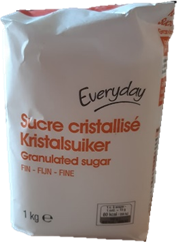 Everyday
Sucre cristallisé
Kristalsuiker
Granulated sugar
FIN - FIJN - FINE
1 kg e